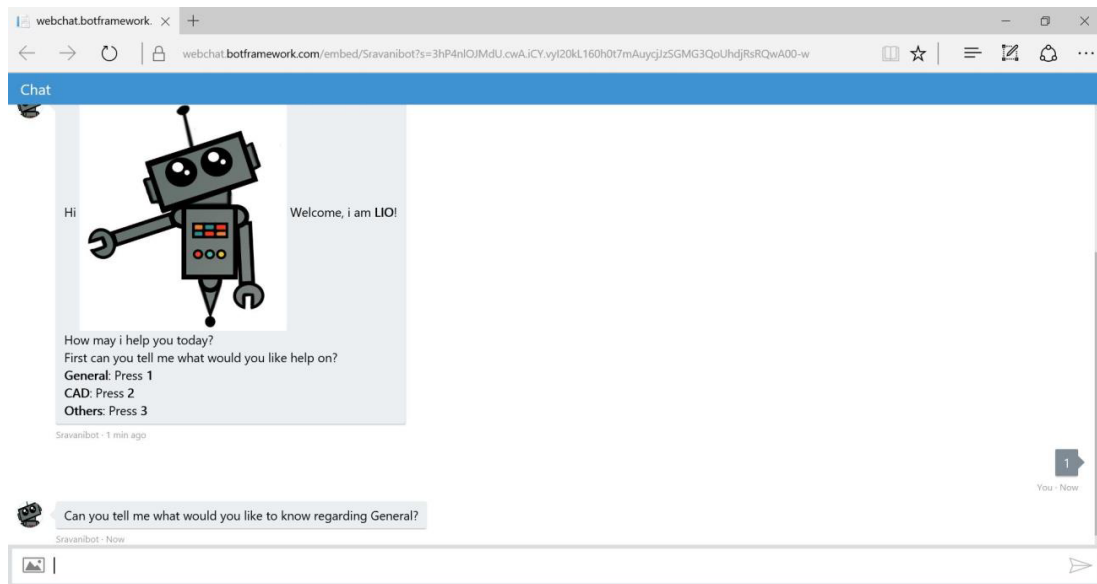 webchat.botframework.
webchat.botframework.com/embed/Sravanibot?s=3hP4nlOJMdU.cwA.iCY.vyI20kL160h0t7mAuycJzSGMG3QoUhdjRsRQwA00-w
Chat
Hi Welcome, i am LIO!
How may i help you today?
First can you tell me what would you like help on?
General: Press 1
CAD: Press 2
Others: Press 3
Sravanibot - 1 min ago
1
You - Now
Can you tell me what would you like to know regarding General?
Sravanibot - Now